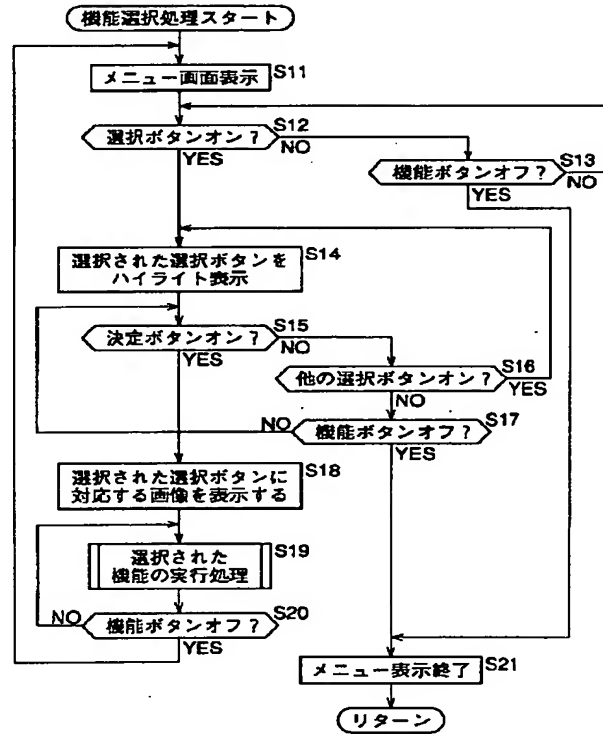 機能選択処理スタート
メニュー画面表示 S11
選択ボタンオン? S12
YES NO
機能ボタンオフ? S13
YES NO
選択された選択ボタンを S14
ハイライト表示
決定ボタンオン? S15
YES NO
他の選択ボタンオン? S16
NO YES
NO 機能ボタンオフ? S17
YES
選択された選択ボタンに S18
対応する画像を表示する
選択された S19
機能の実行処理
NO 機能ボタンオフ? S20
YES
メニュー表示終了 S21
リターン